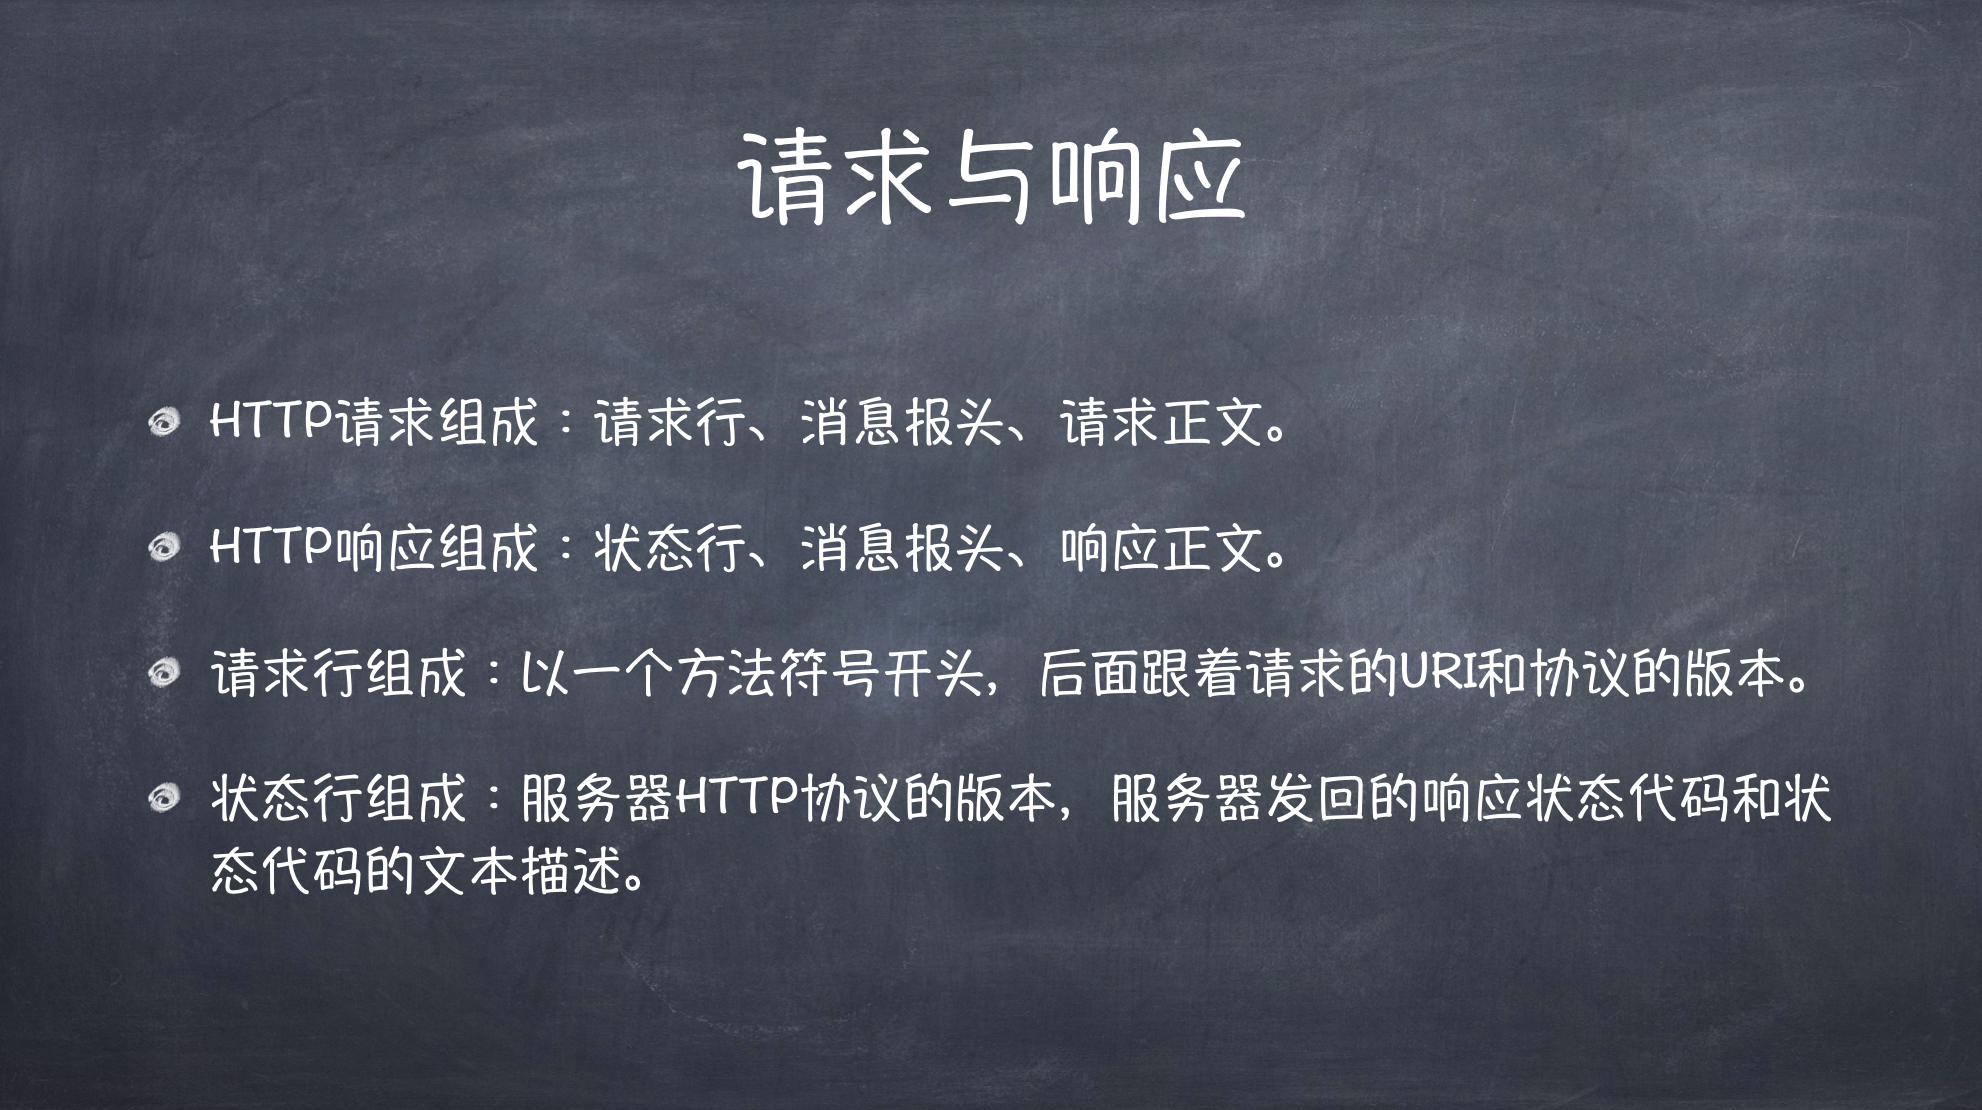 请求与响应
HTTP请求组成：请求行、消息报头、请求正文。
HTTP响应组成：状态行、消息报头、响应正文。
请求行组成：以一个方法符号开头，后面跟着请求的URI和协议的版本。
状态行组成：服务器HTTP协议的版本，服务器发回的响应状态代码和状
态代码的文本描述。